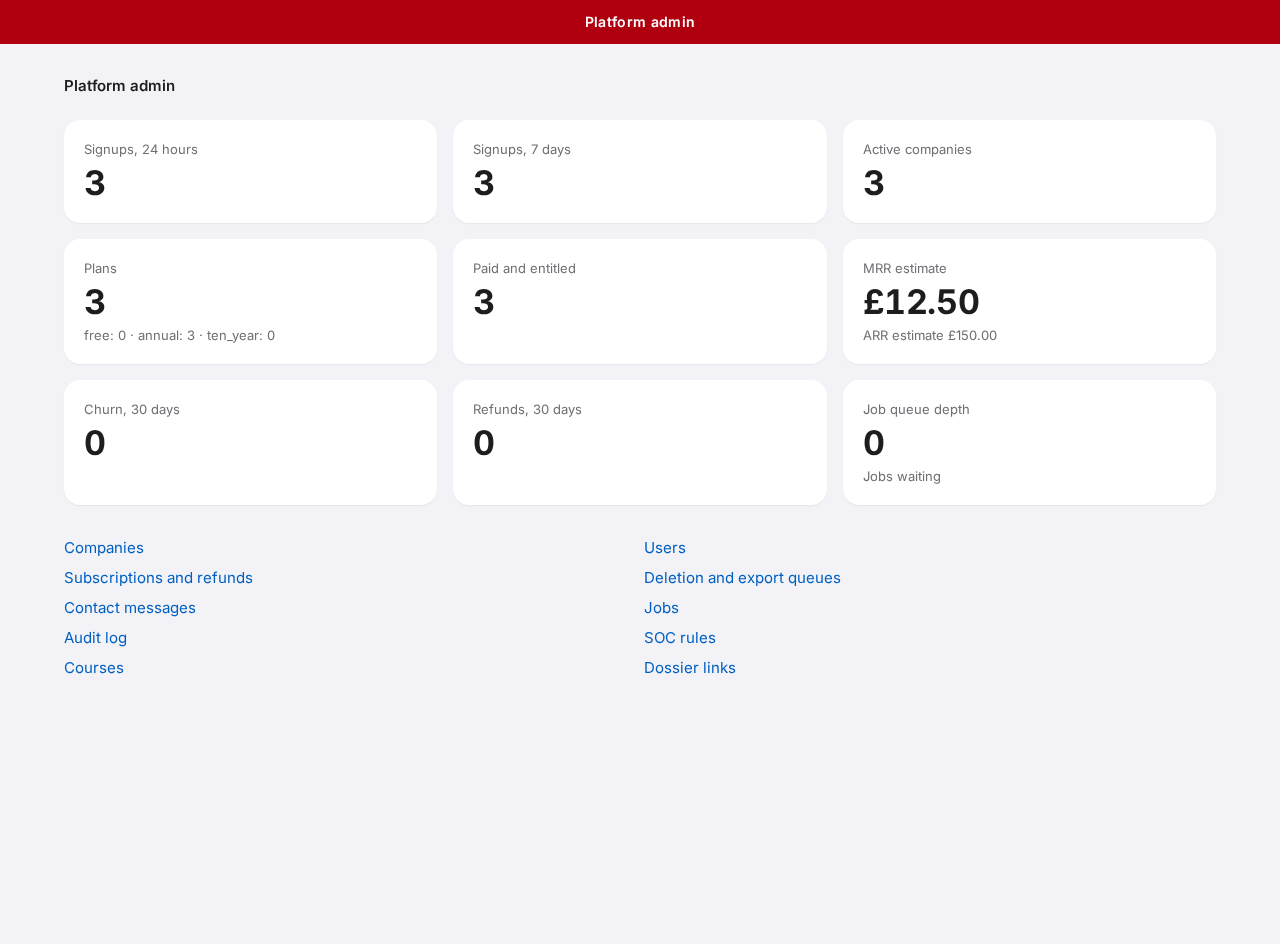 Platform admin
Platform admin
Signups, 24 hours
3
Signups, 7 days
3
Active companies
3
Plans
3
free: 0 · annual: 3 · ten_year: 0
Paid and entitled
3
MRR estimate
£12.50
ARR estimate £150.00
Churn, 30 days
0
Refunds, 30 days
0
Job queue depth
0
Jobs waiting
Companies
Users
Subscriptions and refunds
Deletion and export queues
Contact messages
Jobs
Audit log
SOC rules
Courses
Dossier links